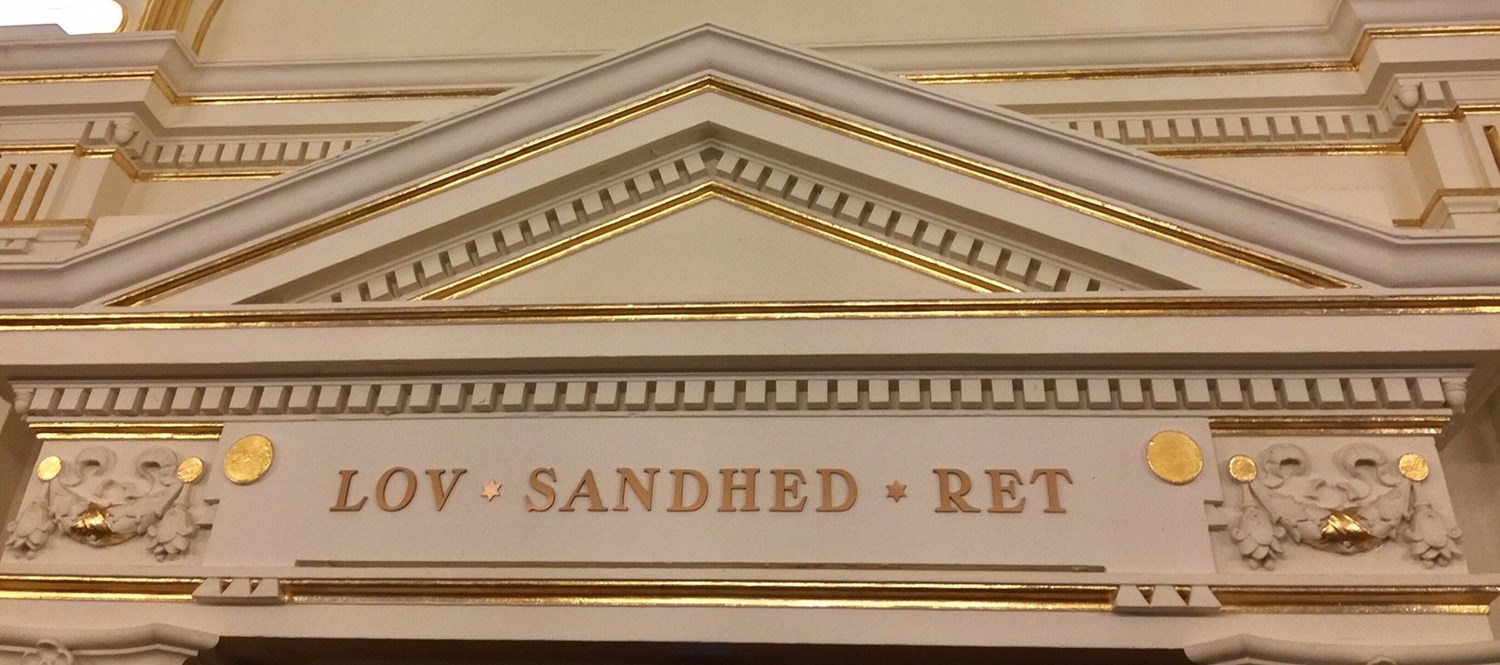 LOV ✶ SANDHED ✶ RET